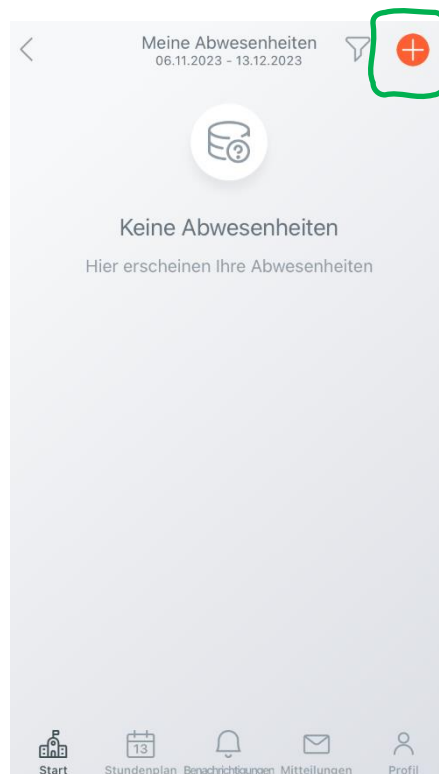 Meine Abwesenheiten
06.11.2023 - 13.12.2023
Keine Abwesenheiten
Hier erscheinen Ihre Abwesenheiten
13
Start Stundenplan Benachrichtigungen Mitteilungen Profil